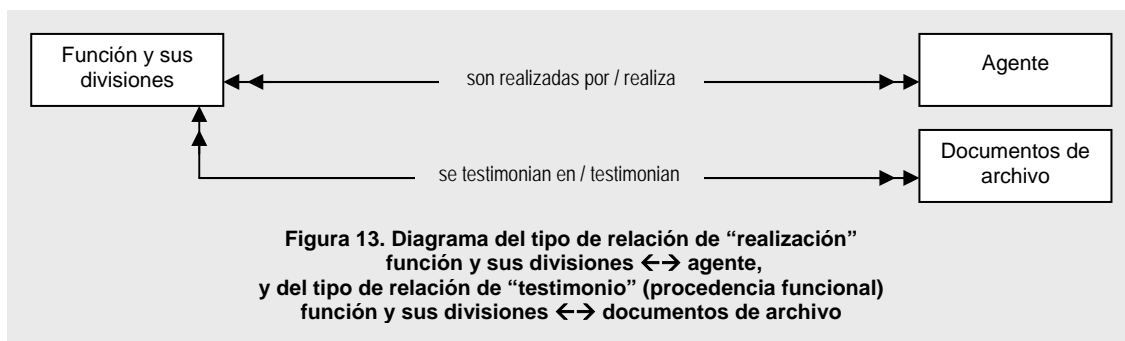 Función y sus
divisiones
son realizadas por / realiza
Agente
se testimonian en / testimonian
Documentos de
archivo
Figura 13. Diagrama del tipo de relación de “realización”
función y sus divisiones ←→ agente,
y del tipo de relación de “testimonio” (procedencia funcional)
función y sus divisiones ←→ documentos de archivo